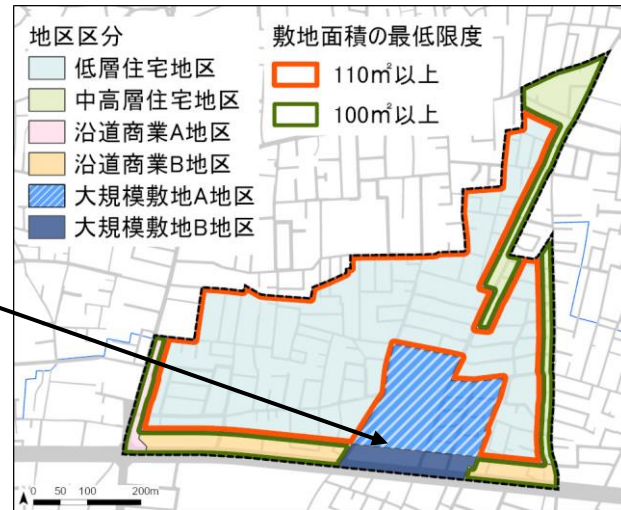 地区区分
低層住宅地区
中高層住宅地区
沿道商業A地区
沿道商業B地区
大規模敷地A地区
大規模敷地B地区
敷地面積の最低限度
110㎡以上
100㎡以上
0 50 100 200m